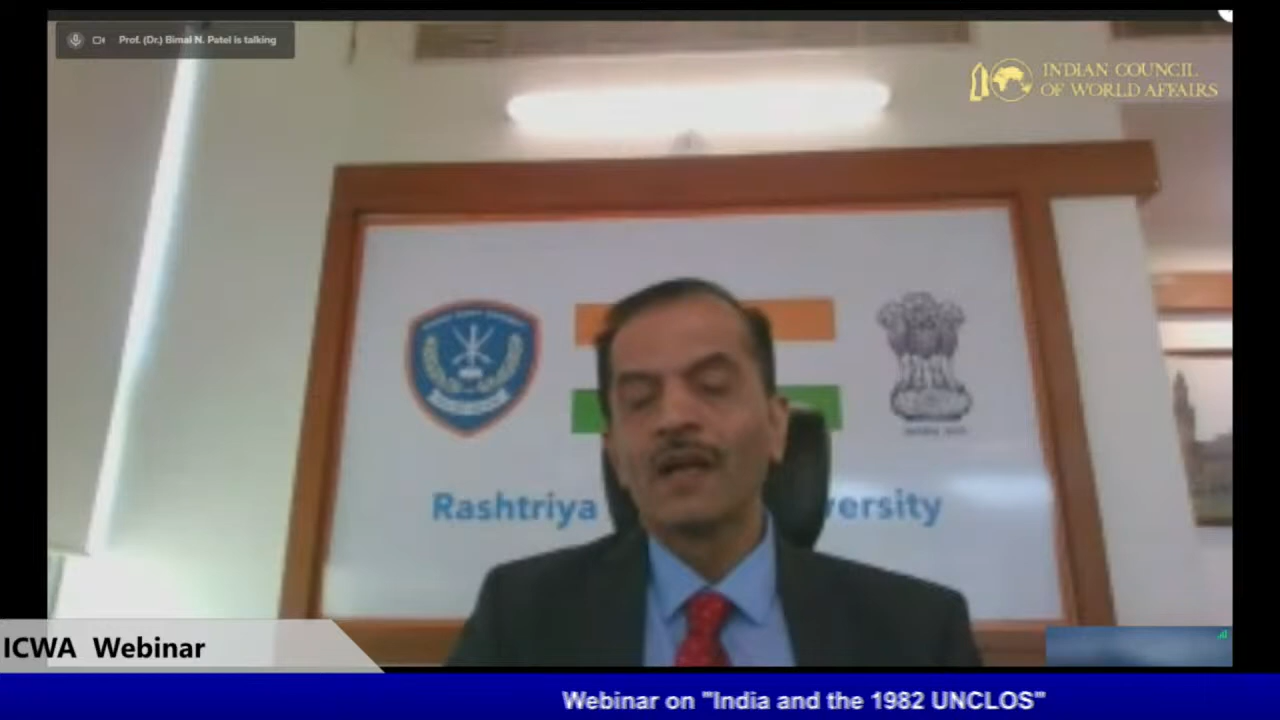 Prof. (Dr.) Bimal N. Patel is talking
INDIAN COUNCIL
OF WORLD AFFAIRS
Rashtriya versity
ICWA Webinar
Webinar on "India and the 1982 UNCLOS"